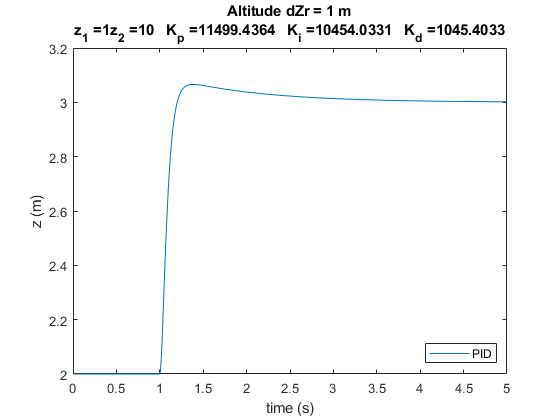 Altitude dZr = 1 m
z1 =1z2 =10 Kp =11499.4364 Ki =10454.0331 Kd =1045.4033
3.2
3
2.8
2.6
2.4
2.2
2
z (m)
PID
0 0.5 1 1.5 2 2.5 3 3.5 4 4.5 5
time (s)